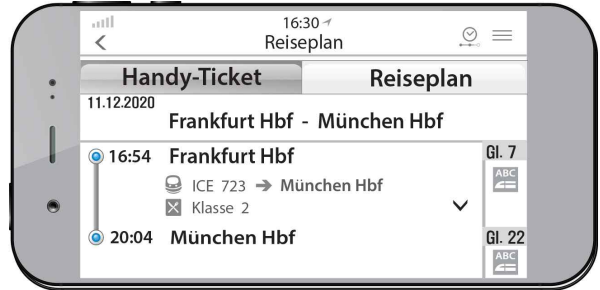 16:30
Reiseplan
Handy-Ticket Reiseplan
11.12.2020
Frankfurt Hbf - München Hbf
16:54 Frankfurt Hbf Gl. 7
ICE 723 → München Hbf ABC
Klasse 2
20:04 München Hbf Gl. 22
ABC